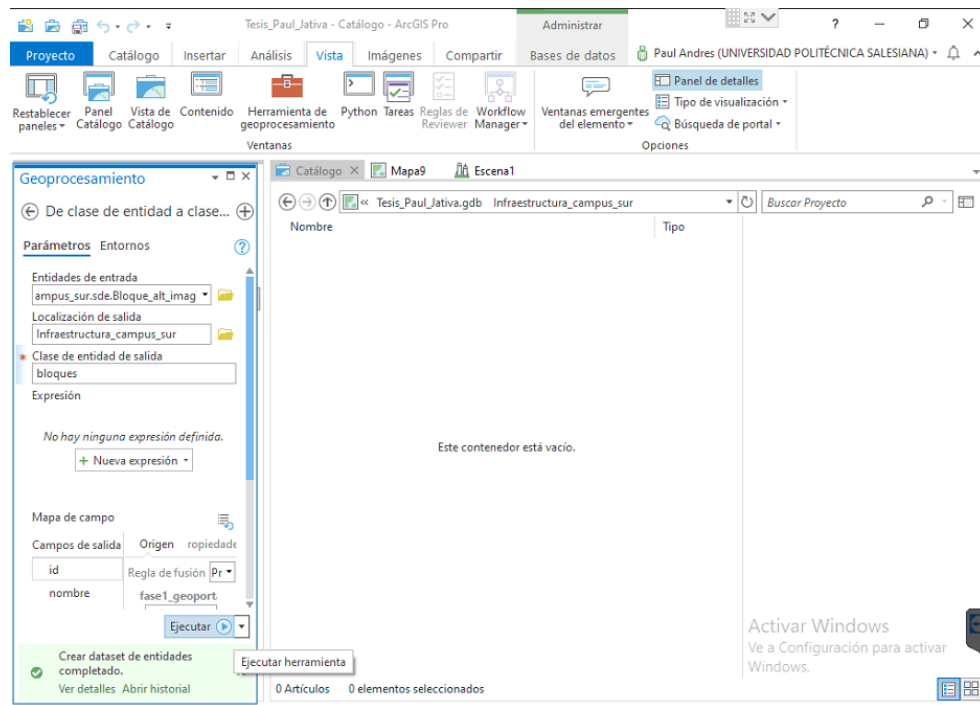 Tesis_Paul_Jativa - Catálogo - ArcGIS Pro
Administrar
?
Proyecto Catálogo Insertar Análisis Vista Imágenes Compartir Bases de datos
Paul Andres (UNIVERSIDAD POLITÉCNICA SALESIANA)
Restablecer paneles
Panel Catálogo
Vista de Catálogo
Contenido
Herramienta de geoprocesamiento
Python
Tareas
Reglas de Reviewer
Workflow Manager
Ventanas emergentes del elemento
Panel de detalles
Tipo de visualización
Búsqueda de portal
Ventanas
Opciones
Geoprocesamiento
De clase de entidad a clase...
Parámetros Entornos
?
Entidades de entrada
ampus_sur.sde.Bloque_alt_imag
Localización de salida
Infraestructura_campus_sur
* Clase de entidad de salida
bloques
Expresión
No hay ninguna expresión definida.
+ Nueva expresión
Mapa de campo
Campos de salida Origen ropiedade
id
Regla de fusión Pr
nombre
fase1_geoport
Ejecutar
Ejecutar herramienta
Crear dataset de entidades
completado.
Ver detalles Abrir historial
Catálogo Mapa9 Escena1
« Tesis_Paul_Jativa.gdb Infraestructura_campus_sur
Buscar Proyecto
Nombre Tipo
Este contenedor está vacío.
Activar Windows
Ve a Configuración para activar
Windows.
0 Artículos 0 elementos seleccionados